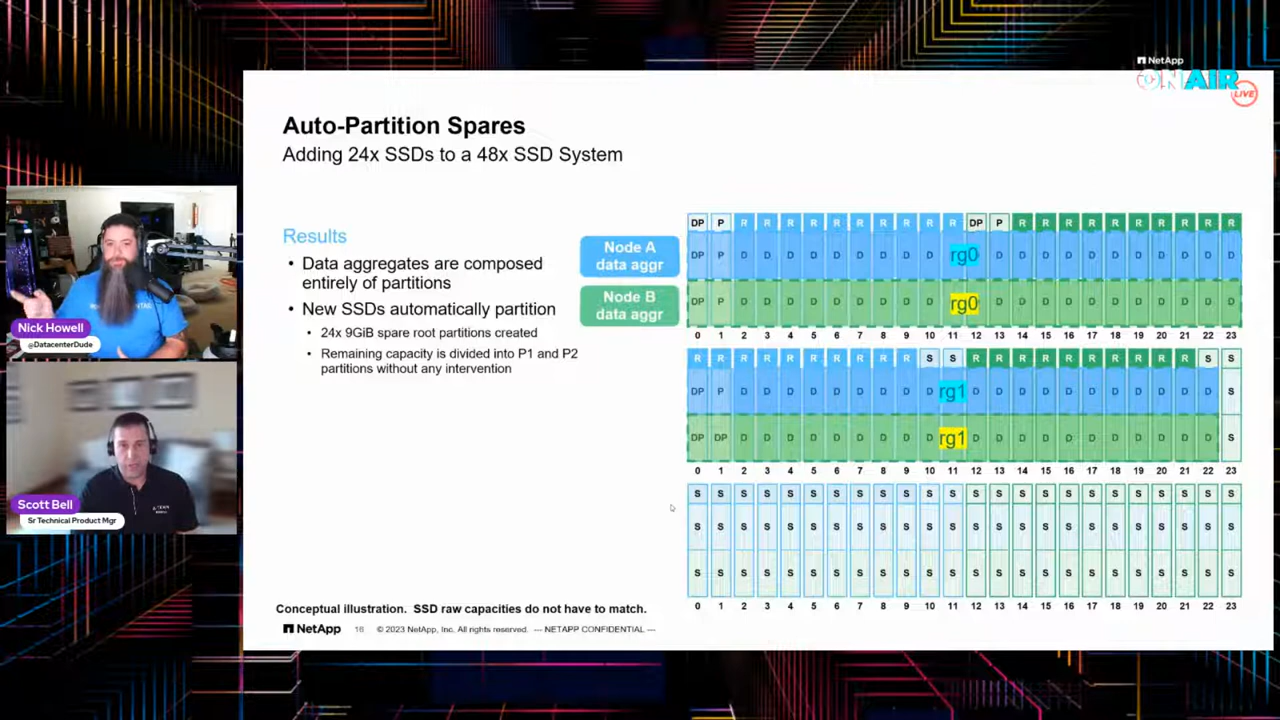 NetApp
ON AIR
LIVE
Auto-Partition Spares
Adding 24x SSDs to a 48x SSD System
Results
• Data aggregates are composed
entirely of partitions
• New SSDs automatically partition
• 24x 9GiB spare root partitions created
• Remaining capacity is divided into P1 and P2
partitions without any intervention
Node A
data aggr
Node B
data aggr
DP P R R R R R R R R R R DP P R R R R R R R R R R
DP P D D D D D D D D D rg0 D D D D D D D D D D D D
DP P D D D D D D D D D rg0 D D D D D D D D D D D D
0 1 2 3 4 5 6 7 8 9 10 11 12 13 14 15 16 17 18 19 20 21 22 23
R R R R R R R R R R S S R R R R R R R R R R S S
DP P D D D D D D D D D rg1 D D D D D D D D D D D S
DP DP D D D D D D D D D rg1 D D D D D D D D D D D S
0 1 2 3 4 5 6 7 8 9 10 11 12 13 14 15 16 17 18 19 20 21 22 23
S S S S S S S S S S S S S S S S S S S S S S S S
S S S S S S S S S S S S S S S S S S S S S S S S
S S S S S S S S S S S S S S S S S S S S S S S S
0 1 2 3 4 5 6 7 8 9 10 11 12 13 14 15 16 17 18 19 20 21 22 23
Conceptual illustration. SSD raw capacities do not have to match.
NetApp 16 © 2023 NetApp, Inc. All rights reserved. --- NETAPP CONFIDENTIAL ---
Nick Howell
@DatacenterDude
Scott Bell
Sr Technical Product Mgr